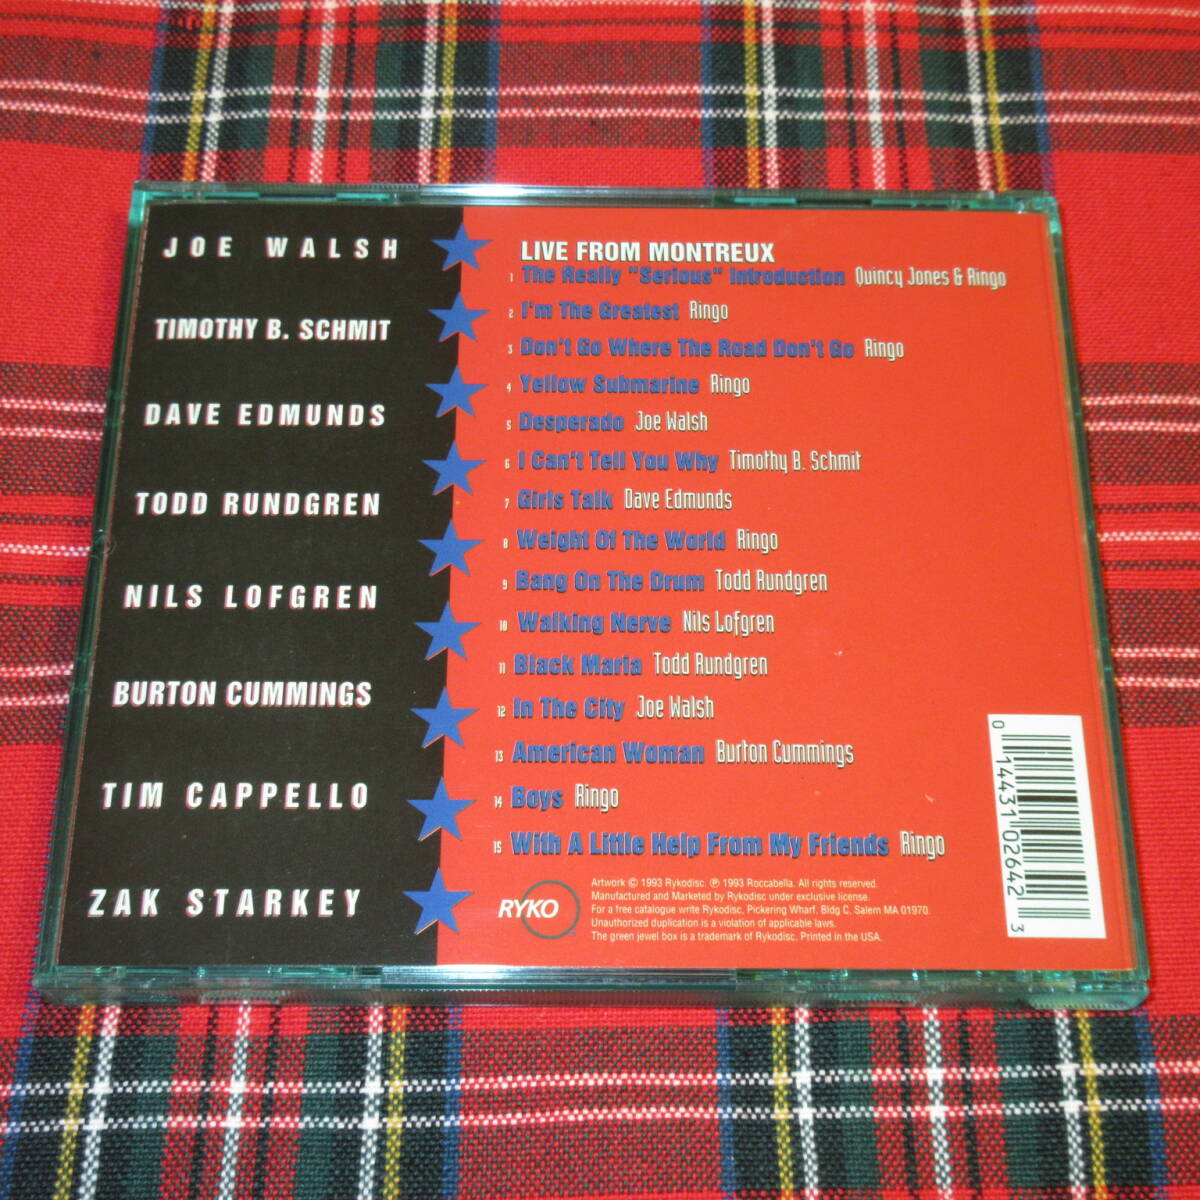 JOE WALSH
TIMOTHY B. SCHMIT
DAVE EDMUNDS
TODD RUNDGREN
NILS LOFGREN
BURTON CUMMINGS
TIM CAPPELLO
ZAK STARKEY
LIVE FROM MONTREUX
1 The Really "Serious" Introduction Quincy Jones & Ringo
2 I'm The Greatest Ringo
3 Don't Go Where The Road Don't Go Ringo
4 Yellow Submarine Ringo
5 Desperado Joe Walsh
6 I Can't Tell You Why Timothy B. Schmit
7 Girls Talk Dave Edmunds
8 Weight Of The World Ringo
9 Bang On The Drum Todd Rundgren
10 Walking Nerve Nils Lofgren
11 Black Maria Todd Rundgren
12 In The City Joe Walsh
13 American Woman Burton Cummings
14 Boys Ringo
15 With A Little Help From My Friends Ringo
RYKO
Artwork © 1993 Rykodisc. ℗ 1993 Roccabella. All rights reserved.
Manufactured and Marketed by Rykodisc under exclusive license.
For a free catalogue write Rykodisc, Pickering Wharf, Bldg C, Salem MA 01970.
Unauthorized duplication is a violation of applicable laws.
The green jewel box is a trademark of Rykodisc. Printed in the USA.
0 14431 02642 3